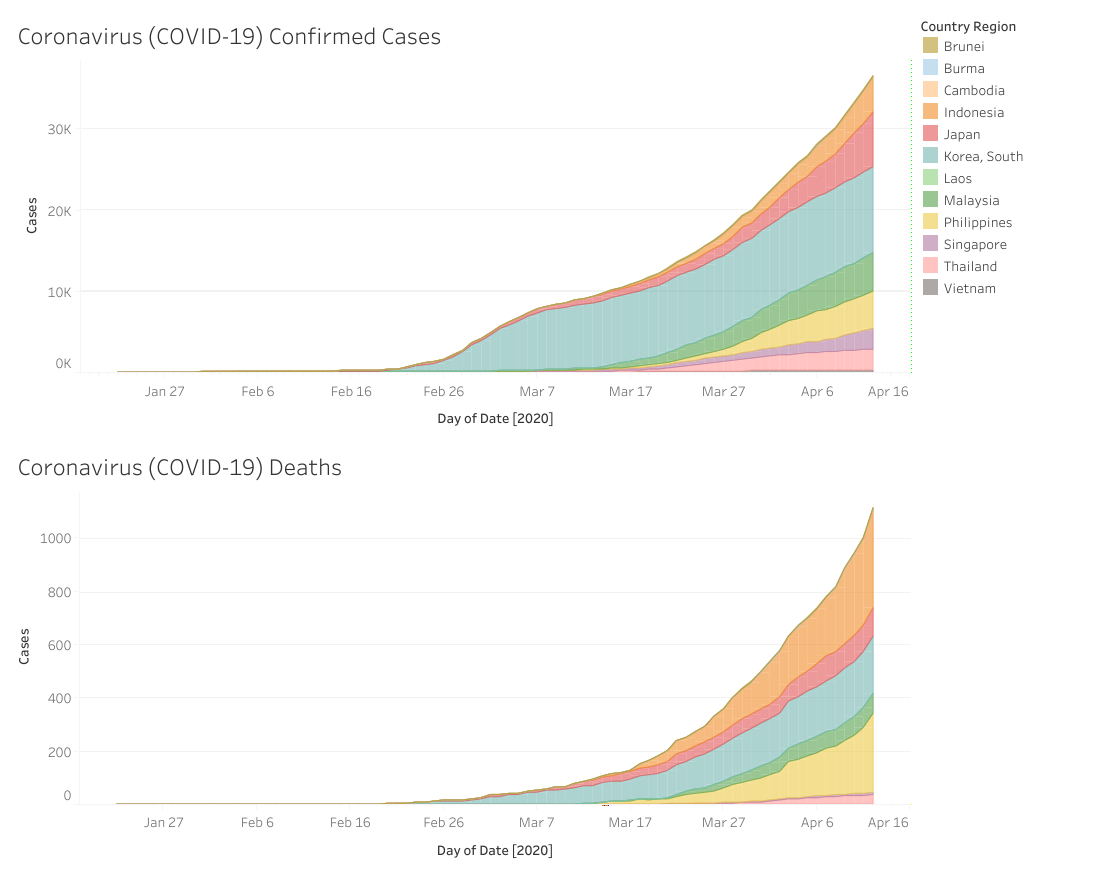 Coronavirus (COVID-19) Confirmed Cases
30K
20K
10K
0K
Cases
Jan 27 Feb 6 Feb 16 Feb 26 Mar 7 Mar 17 Mar 27 Apr 6 Apr 16
Day of Date [2020]
Country Region
Brunei
Burma
Cambodia
Indonesia
Japan
Korea, South
Laos
Malaysia
Philippines
Singapore
Thailand
Vietnam
Coronavirus (COVID-19) Deaths
1000
800
600
400
200
0
Cases
Jan 27 Feb 6 Feb 16 Feb 26 Mar 7 Mar 17 Mar 27 Apr 6 Apr 16
Day of Date [2020]